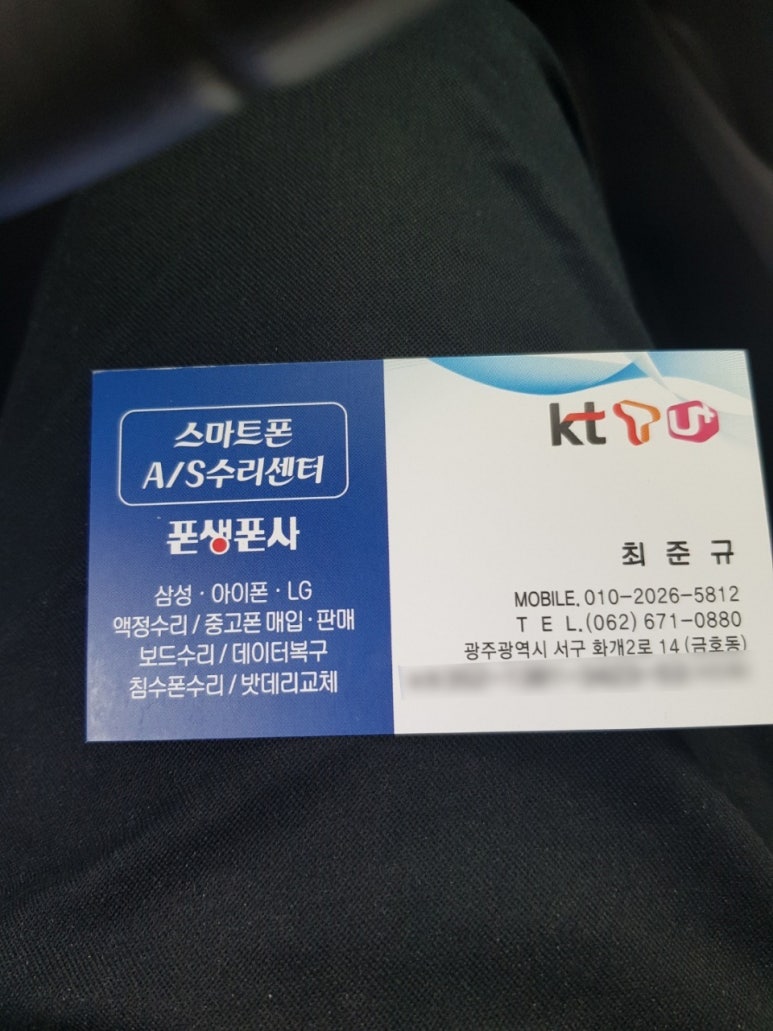 스마트폰
A/S수리센터
폰생폰사
삼성 · 아이폰 · LG
액정수리 / 중고폰 매입 · 판매
보드수리 / 데이터복구
침수폰수리 / 밧데리교체
kt T U+
최 준 규
MOBILE. 010-2026-5812
T E L. (062) 671-0880
광주광역시 서구 화개2로 14 (금호동)